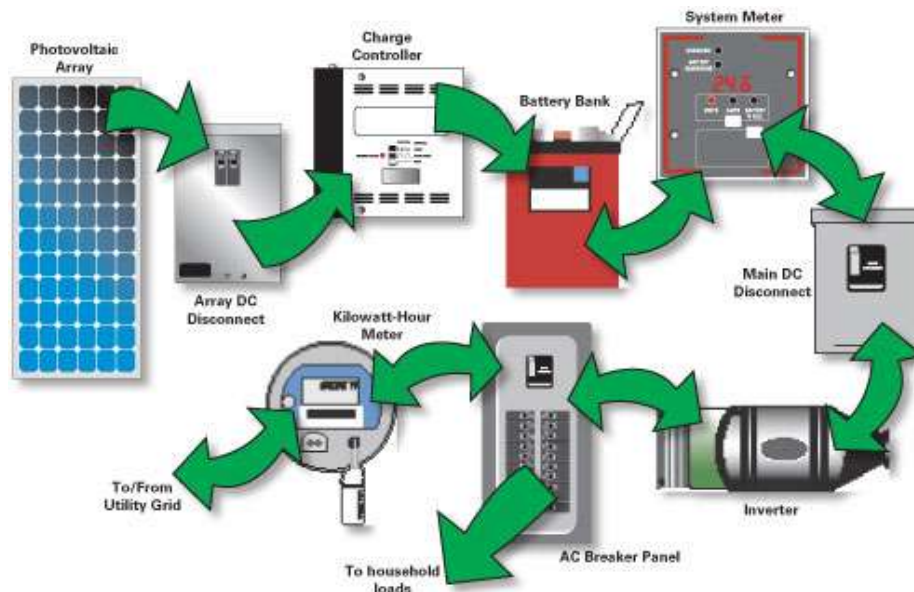 System Meter
Photovoltaic
Array
Charge
Controller
Battery Bank
24.6
Array DC
Disconnect
Main DC
Disconnect
Kilowatt-Hour
Meter
To/From
Utility Grid
Inverter
AC Breaker Panel
To household
loads